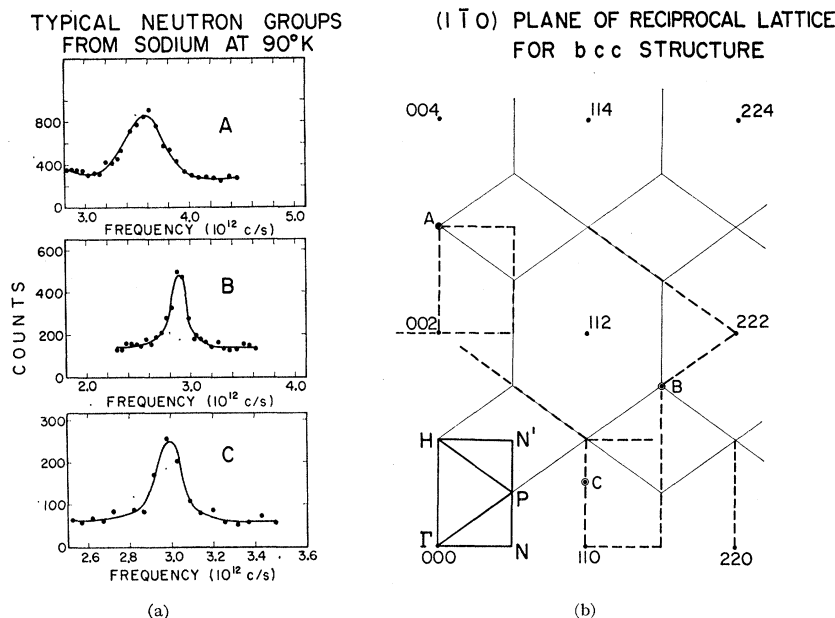 TYPICAL NEUTRON GROUPS
FROM SODIUM AT 90°K
800
600
400
200
0
A
3.0 4.0 5.0
FREQUENCY (10¹² c/s)
600
400
200
0
B
2.0 3.0 4.0
FREQUENCY (10¹² c/s)
COUNTS
300
200
100
0
C
2.6 2.8 3.0 3.2 3.4 3.6
FREQUENCY (10¹² c/s)
(a)
(1 1̄ 0) PLANE OF RECIPROCAL LATTICE
FOR bcc STRUCTURE
004 114 224
A
002 112 222
B
H N'
C
P
Γ N
000 110 220
(b)